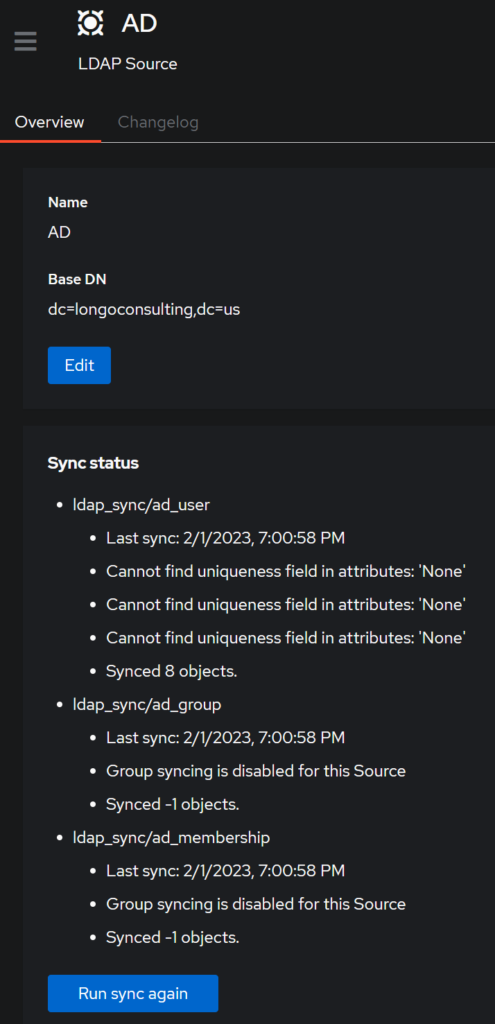 AD
LDAP Source
Overview Changelog
Name
AD
Base DN
dc=longoconsulting,dc=us
Edit
Sync status
ldap_sync/ad_user
Last sync: 2/1/2023, 7:00:58 PM
Cannot find uniqueness field in attributes: 'None'
Cannot find uniqueness field in attributes: 'None'
Cannot find uniqueness field in attributes: 'None'
Synced 8 objects.
ldap_sync/ad_group
Last sync: 2/1/2023, 7:00:58 PM
Group syncing is disabled for this Source
Synced -1 objects.
ldap_sync/ad_membership
Last sync: 2/1/2023, 7:00:58 PM
Group syncing is disabled for this Source
Synced -1 objects.
Run sync again